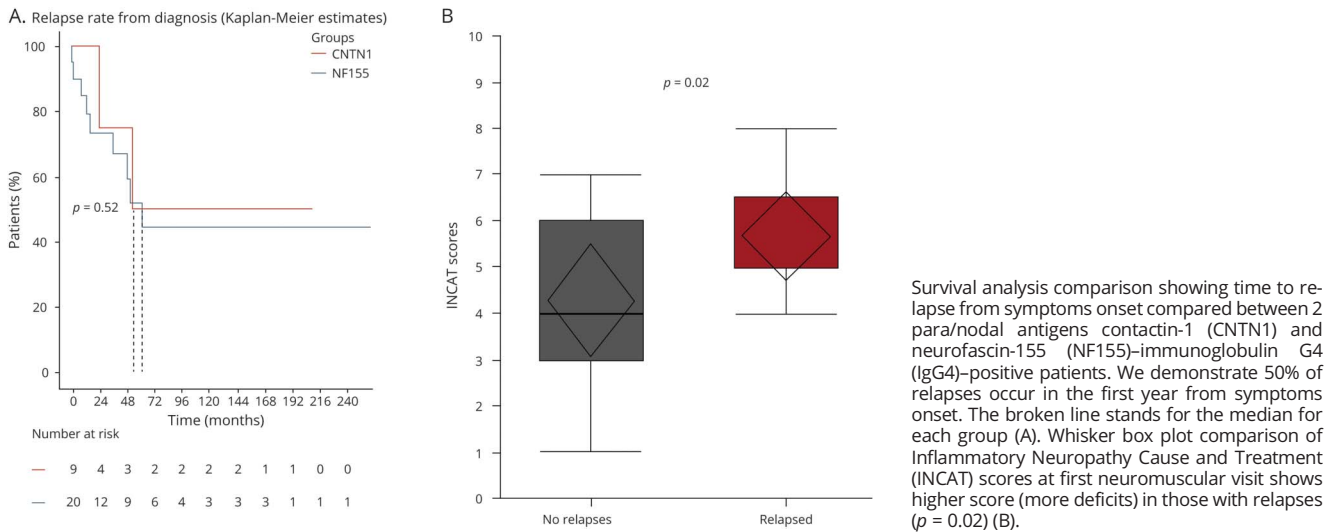 A. Relapse rate from diagnosis (Kaplan-Meier estimates)
Groups
CNTN1
NF155
100
80
60
40
20
0
Patients (%)
p = 0.52
0 24 48 72 96 120 144 168 192 216 240
Time (months)
Number at risk
9 4 3 2 2 2 2 1 1 0 0
20 12 9 6 4 3 3 3 1 1 1
B
10
9
8
7
6
5
4
3
2
1
0
INCAT scores
p = 0.02
No relapses Relapsed
Survival analysis comparison showing time to re-
lapse from symptoms onset compared between 2
para/nodal antigens contactin-1 (CNTN1) and
neurofascin-155 (NF155)–immunoglobulin G4
(IgG4)–positive patients. We demonstrate 50% of
relapses occur in the first year from symptoms
onset. The broken line stands for the median for
each group (A). Whisker box plot comparison of
Inflammatory Neuropathy Cause and Treatment
(INCAT) scores at first neuromuscular visit shows
higher score (more deficits) in those with relapses
(p = 0.02) (B).